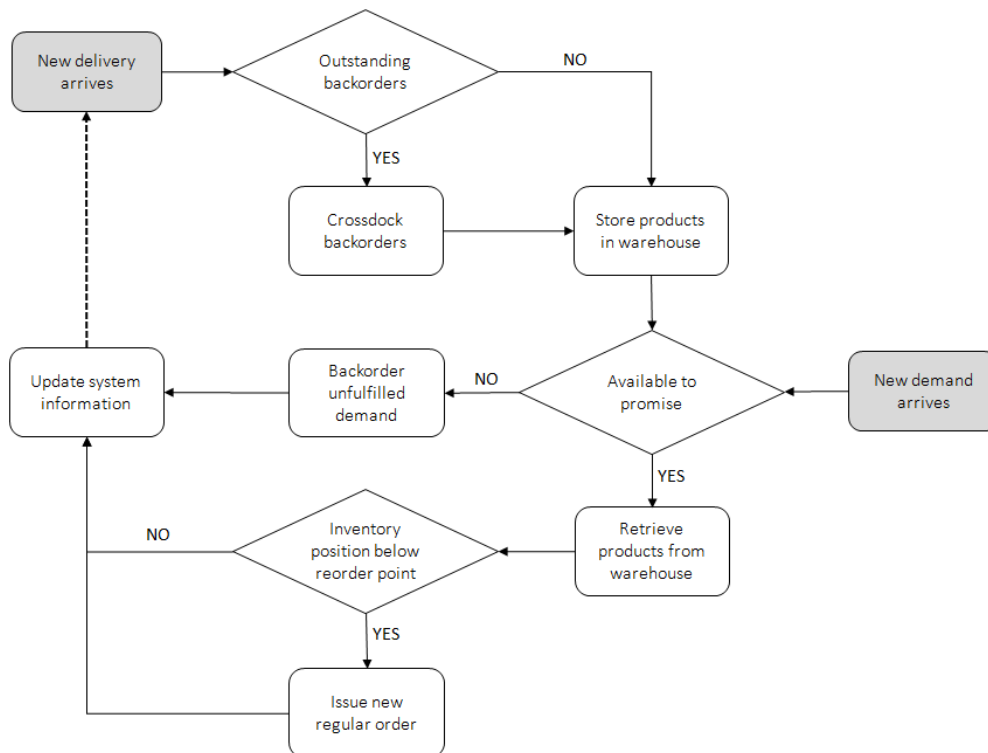 New delivery
arrives
Outstanding
backorders
NO
YES
Crossdock
backorders
Store products
in warehouse
Update system
information
Backorder
unfulfilled
demand
NO
Available to
promise
New demand
arrives
YES
NO
Inventory
position below
reorder point
Retrieve
products from
warehouse
YES
Issue new
regular order